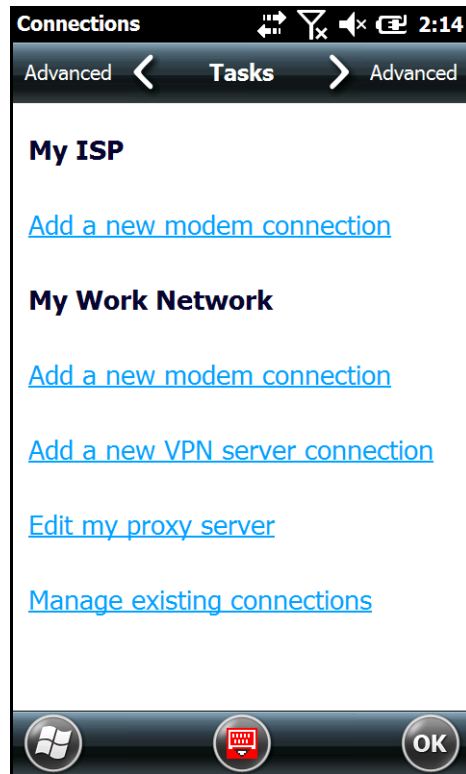 Connections 2:14
Advanced Tasks Advanced
My ISP
Add a new modem connection
My Work Network
Add a new modem connection
Add a new VPN server connection
Edit my proxy server
Manage existing connections
OK